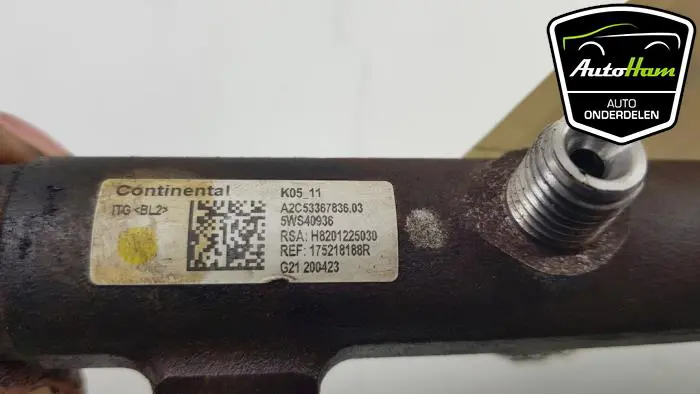 Continental
ITG <BL2>
K05_11
A2C53367836.03
5WS40936
RSA: H8201225030
REF: 175218188R
G21 200423
AutoHam
AUTO
ONDERDELEN